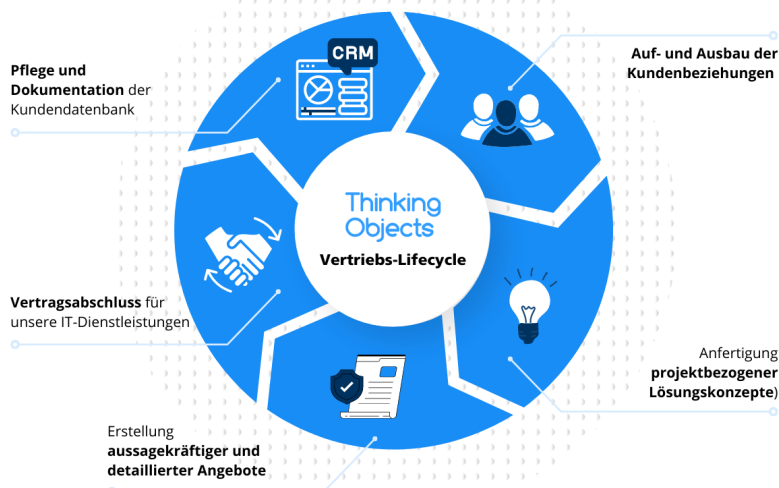 CRM
Pflege und
Dokumentation der
Kundendatenbank
Auf- und Ausbau der
Kundenbeziehungen
Thinking
Objects
Vertriebs-Lifecycle
Vertragsabschluss für
unsere IT-Dienstleistungen
Anfertigung
projektbezogener
Lösungskonzepte)
Erstellung
aussagekräftiger und
detaillierter Angebote